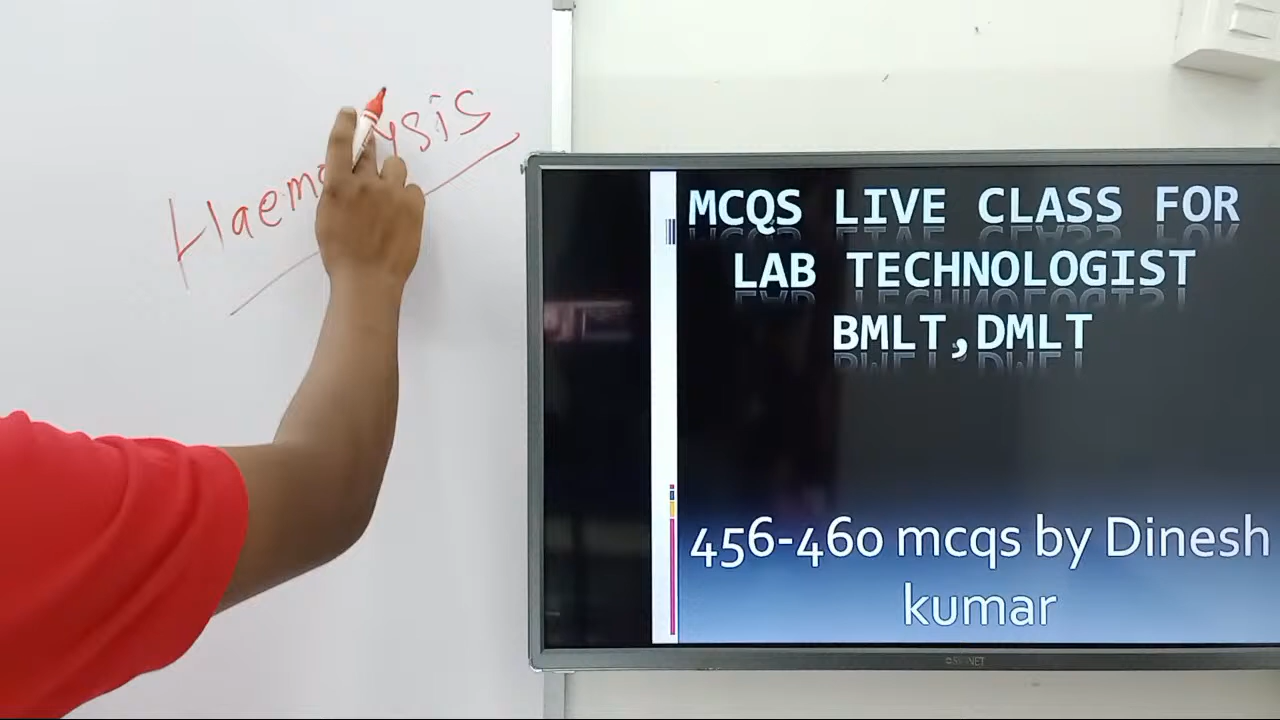 MCQS LIVE CLASS FOR
LAB TECHNOLOGIST
BMLT,DMLT
456-460 mcqs by Dinesh
kumar